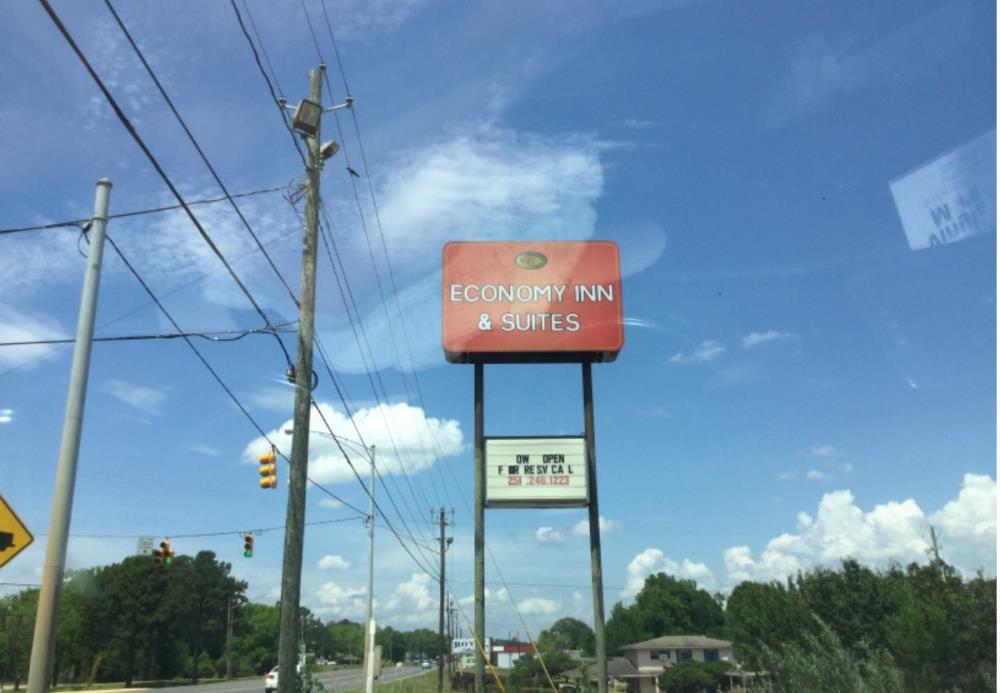 ECONOMY INN
& SUITES
OW OPEN
F R RESV CA L
251.246.1223